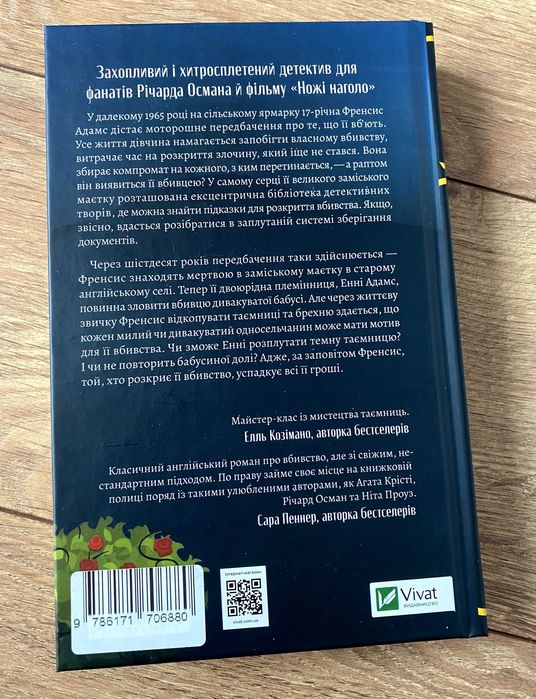 Захопливий і хитросплетений детектив для
фанатів Річарда Османа й фільму «Ножі наголо»
У далекому 1965 році на сільському ярмарку 17-річна Френсис
Адамс дістає моторошне передбачення про те, що її вб’ють.
Усе життя дівчина намагається запобігти власному вбивству,
витрачає час на розкриття злочину, який іще не стався. Вона
збирає компромат на кожного, з ким перетинається, — а раптом
він виявиться її вбивцею? У самому серці її великого заміського
маєтку розташована ексцентрична бібліотека детективних
творів, де можна знайти підказки для розкриття вбивства. Якщо,
звісно, вдасться розібратися в заплутаній системі зберігання
документів.
Через шістдесят років передбачення таки здійснюється —
Френсис знаходять мертвою в заміському маєтку в старому
англійському селі. Тепер її двоюрідна племінниця, Енні Адамс,
повинна зловити вбивцю дивакуватої бабусі. Але через життєву
звичку Френсис відкопувати таємниці та брехню здається, що
кожен милий чи дивакуватий односельчанин може мати мотив
для її вбивства. Чи зможе Енні розплутати темну таємницю?
І чи не повторить бабусиної долі? Адже, за заповітом Френсис,
той, хто розкриє її вбивство, успадкує всі її гроші.
Майстер-клас із мистецтва таємниць.
Елль Козімано, авторка бестселерів
Класичний англійський роман про вбивство, але зі свіжим, не-
стандартним підходом. По праву займе своє місце на книжковій
полиці поряд із такими улюбленими авторами, як Агата Крісті,
Річард Осман та Ніта Проуз.
Сара Пеннер, авторка бестселерів
інтернет-магазин
vivat.com.ua
Vivat
ВИДАВНИЦТВО
9 786171 706880